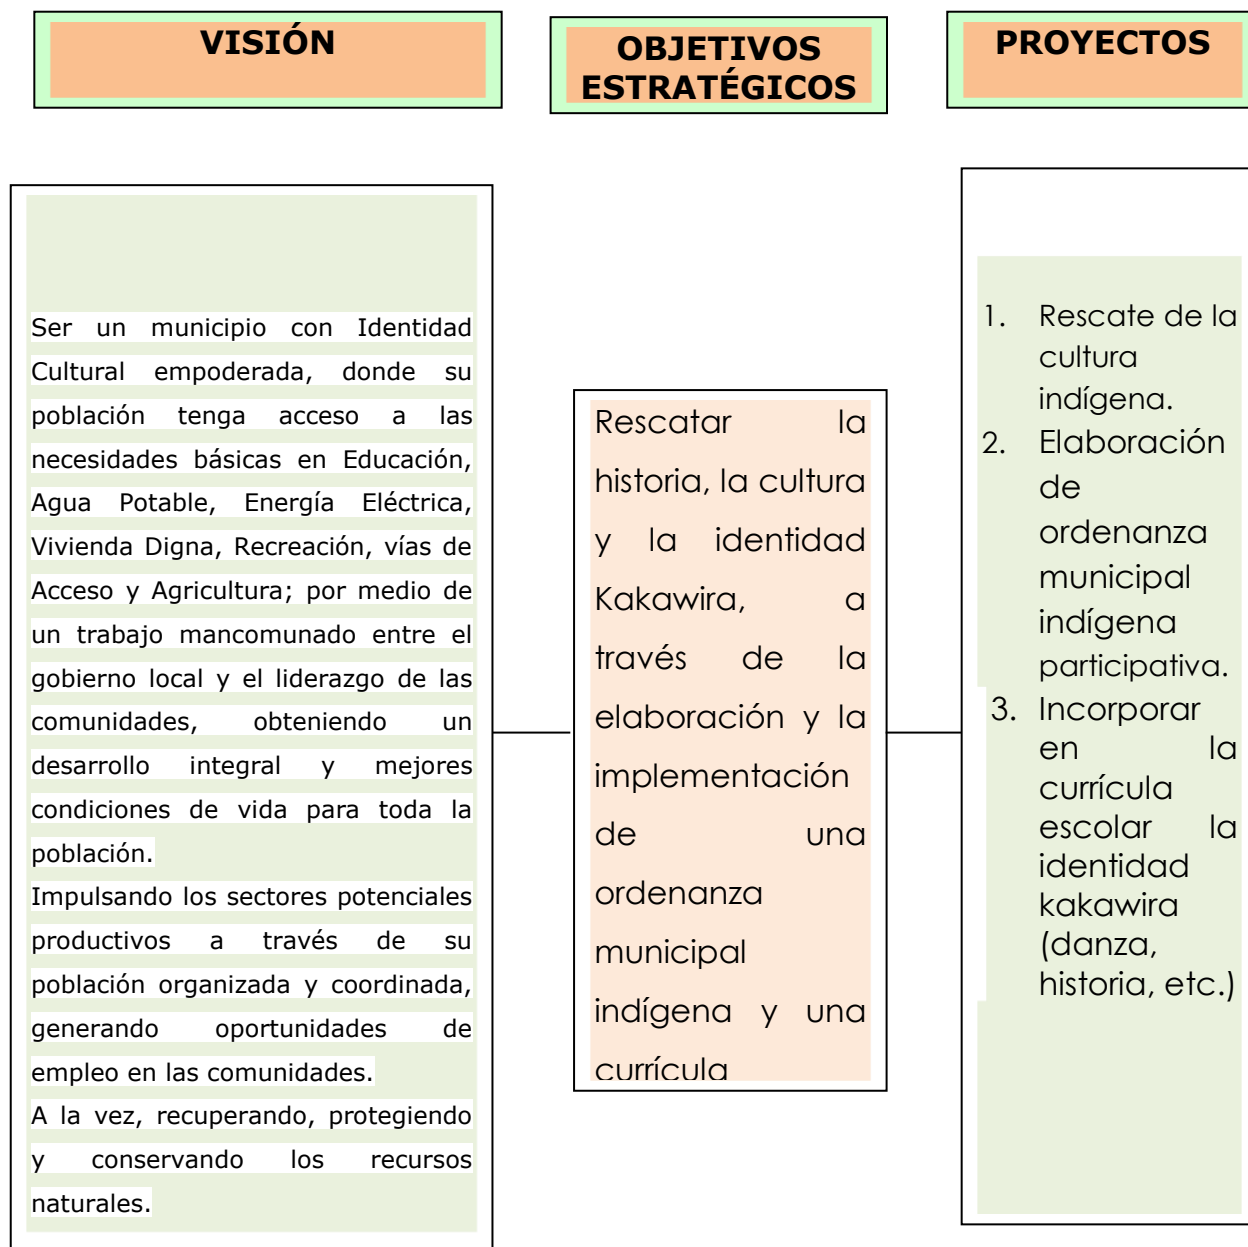 VISIÓN
OBJETIVOS
ESTRATÉGICOS
PROYECTOS
Ser un municipio con Identidad
Cultural empoderada, donde su
población tenga acceso a las
necesidades básicas en Educación,
Agua Potable, Energía Eléctrica,
Vivienda Digna, Recreación, vías de
Acceso y Agricultura; por medio de
un trabajo mancomunado entre el
gobierno local y el liderazgo de las
comunidades, obteniendo un
desarrollo integral y mejores
condiciones de vida para toda la
población.
Impulsando los sectores potenciales
productivos a través de su
población organizada y coordinada,
generando oportunidades de
empleo en las comunidades.
A la vez, recuperando, protegiendo
y conservando los recursos
naturales.
Rescatar la
historia, la cultura
y la identidad
Kakawira, a
través de la
elaboración y la
implementación
de una
ordenanza
municipal
indígena y una
currícula
1. Rescate de la
cultura
indígena.
2. Elaboración
de
ordenanza
municipal
indígena
participativa.
3. Incorporar
en la
currícula
escolar la
identidad
kakawira
(danza,
historia, etc.)